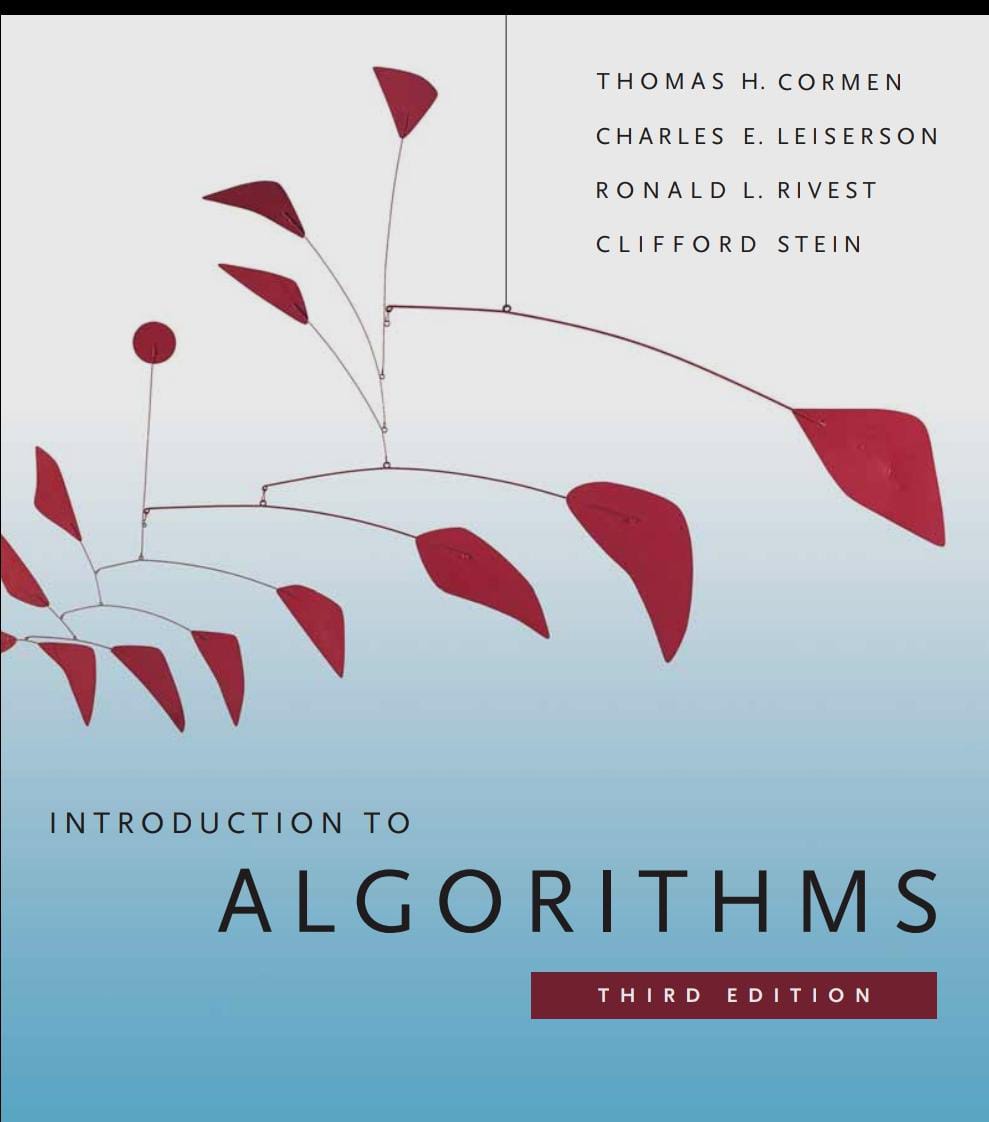 THOMAS H. CORMEN
CHARLES E. LEISERSON
RONALD L. RIVEST
CLIFFORD STEIN
INTRODUCTION TO
ALGORITHMS
THIRD EDITION